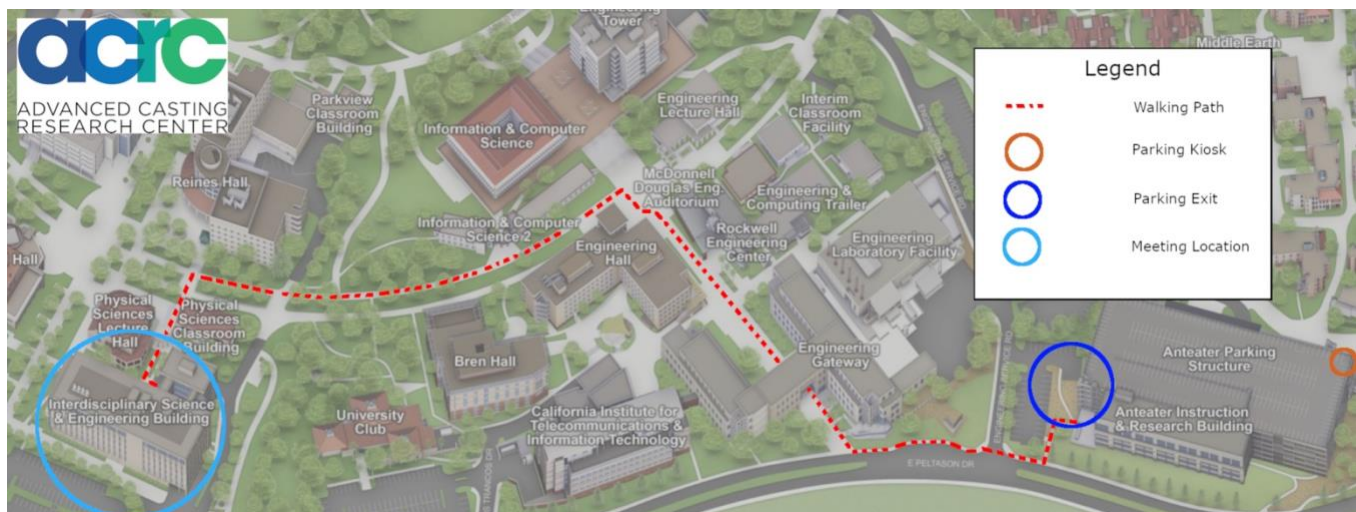 acrc
ADVANCED CASTING
RESEARCH CENTER
Engineering
Tower
Middle Earth
Legend
Walking Path
Parking Kiosk
Parking Exit
Meeting Location
Parkview
Classroom
Building
Information & Computer
Science
Engineering
Lecture Hall
Interim
Classroom
Facility
Reines Hall
McDonnell
Douglas Eng.
Auditorium
Engineering &
Computing Trailer
Information & Computer
Science 2
Engineering
Hall
Rockwell
Engineering
Center
Engineering
Laboratory Facility
Hall
Physical
Sciences
Lecture
Hall
Physical
Sciences
Classroom
Building
Bren Hall
Engineering
Gateway
Anteater Parking
Structure
Interdisciplinary Science
& Engineering Building
University
Club
California Institute for
Telecommunications &
Information Technology
Anteater Instruction
& Research Building
E PELTASON DR